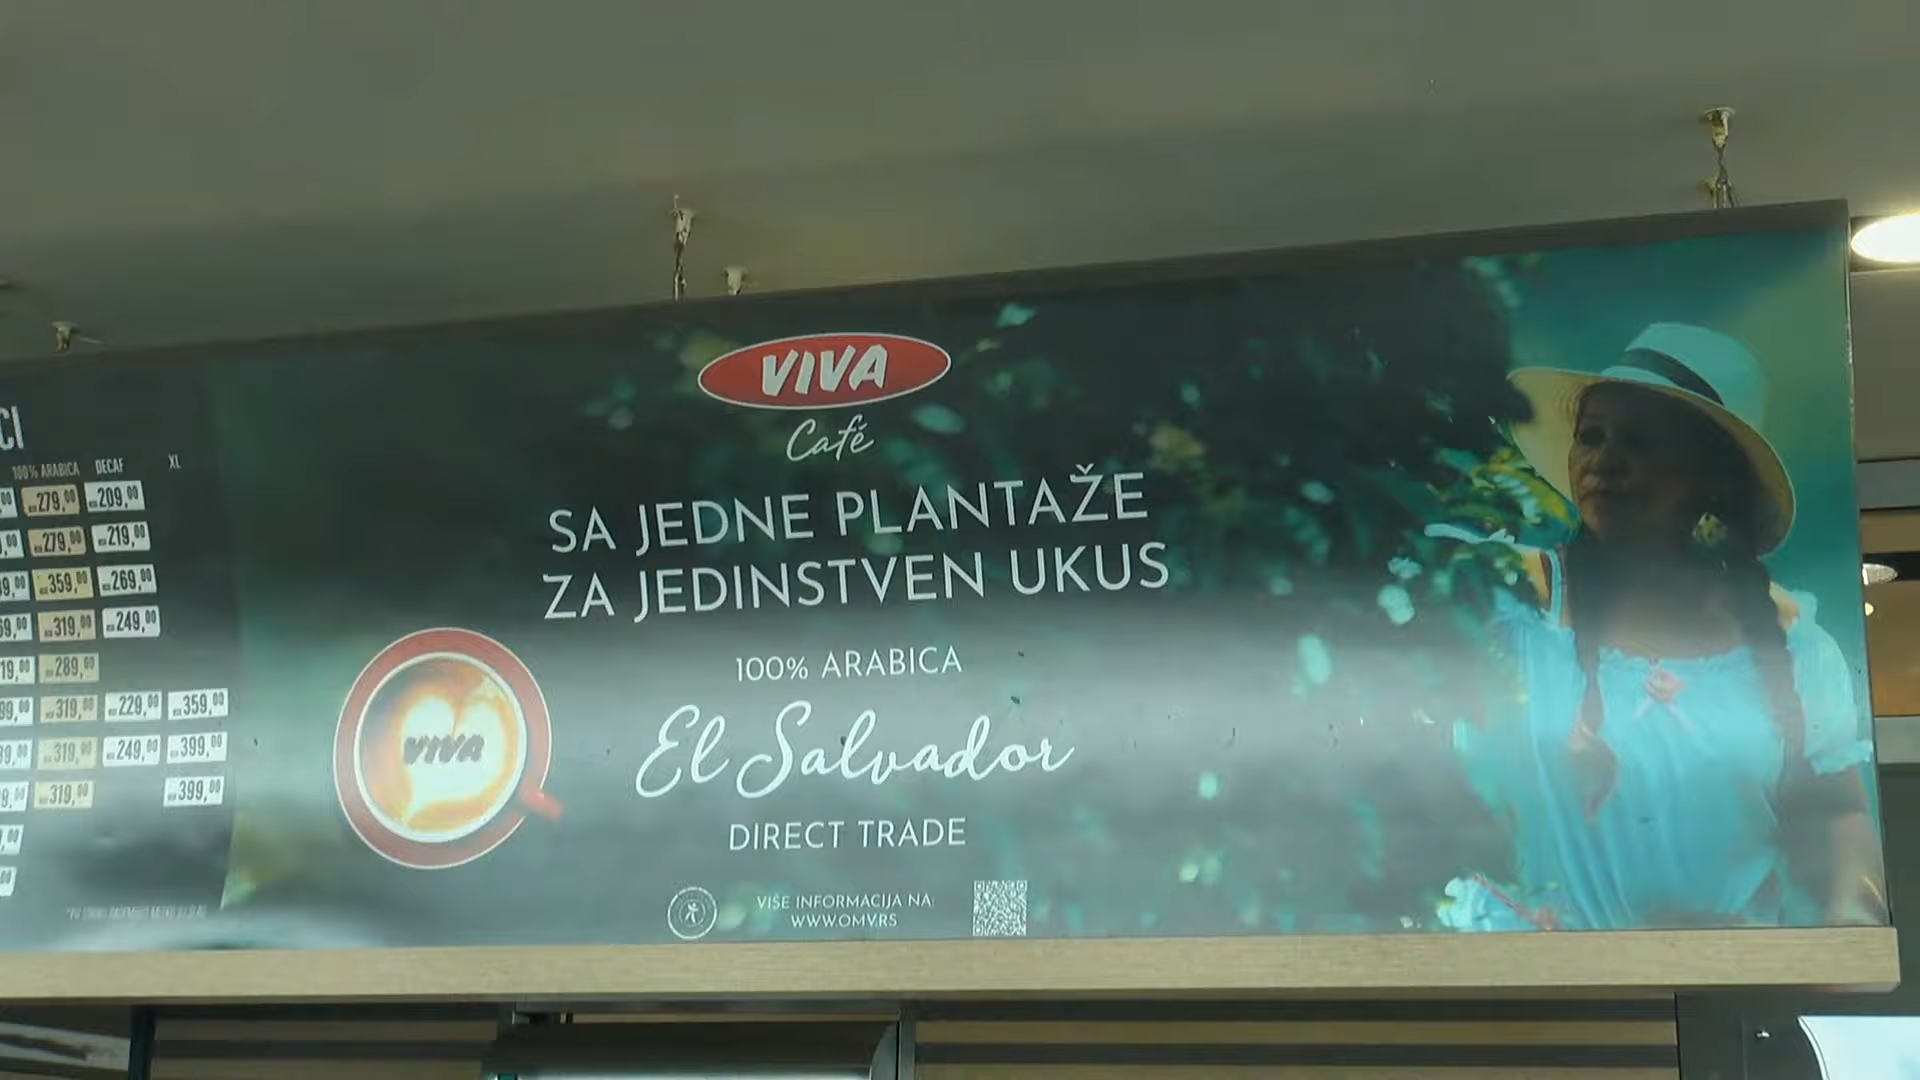 CI
100% ARABICA DECAF XL
279,00 209,00
279,00 219,00
359,00 269,00
319,00 249,00
289,00
319,00 229,00 359,00
319,00 249,00 399,00
319,00 399,00
VIVA
Café
SA JEDNE PLANTAŽE
ZA JEDINSTVEN UKUS
100% ARABICA
VIVA
El Salvador
DIRECT TRADE
VIŠE INFORMACIJA NA:
WWW.OMV.RS